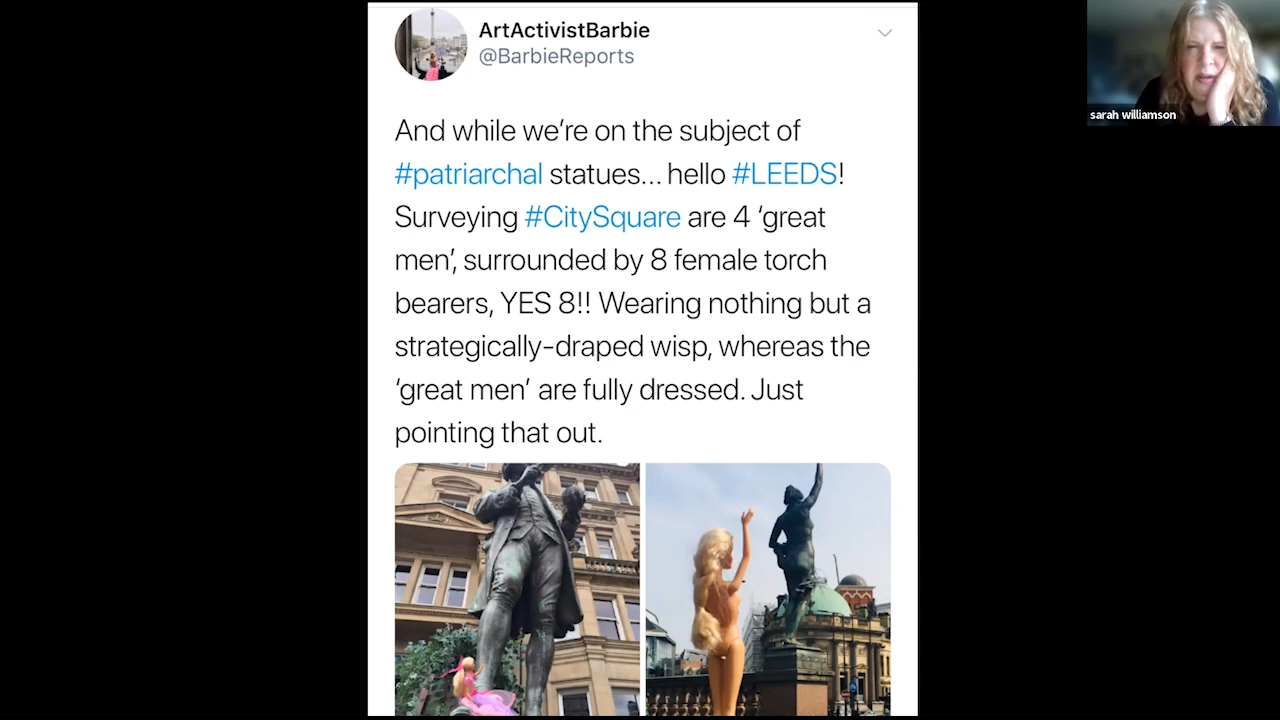 ArtActivistBarbie
@BarbieReports
sarah williamson
And while we’re on the subject of
#patriarchal statues... hello #LEEDS!
Surveying #CitySquare are 4 ‘great
men’, surrounded by 8 female torch
bearers, YES 8!! Wearing nothing but a
strategically-draped wisp, whereas the
‘great men’ are fully dressed. Just
pointing that out.